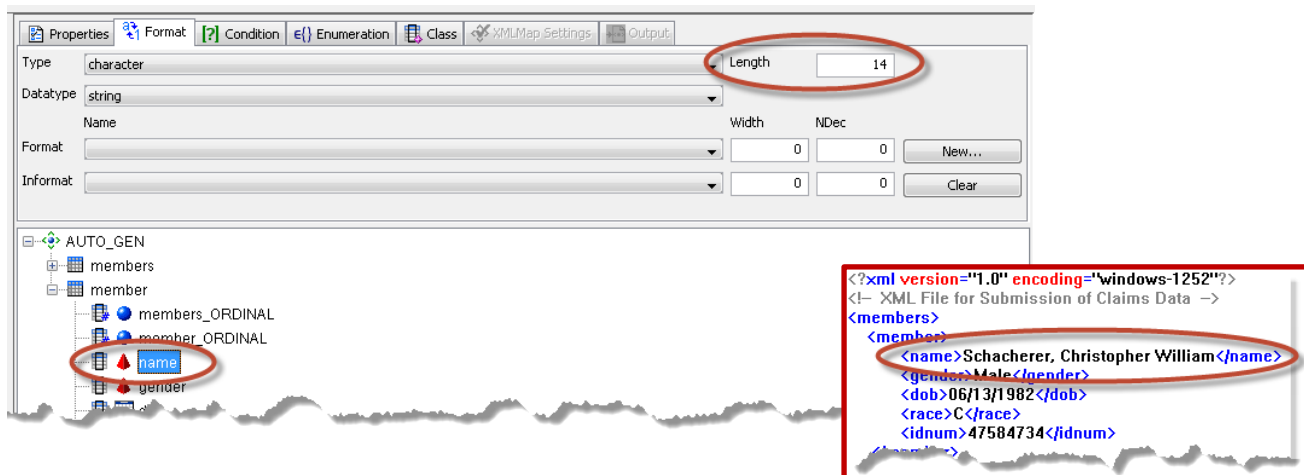 Properties Format [?] Condition ε{} Enumeration Class XMLMap Settings Output
Type character Length 14
Datatype string
Name Width NDec
Format 0 0 New...
Informat 0 0 Clear
AUTO_GEN
members
member
members_ORDINAL
member_ORDINAL
name
gender
<?xml version="1.0" encoding="windows-1252"?>
<!-- XML File for Submission of Claims Data -->
<members>
<member>
<name>Schacherer, Christopher William</name>
<gender>Male</gender>
<dob>06/13/1982</dob>
<race>C</race>
<idnum>47584734</idnum>
</member>